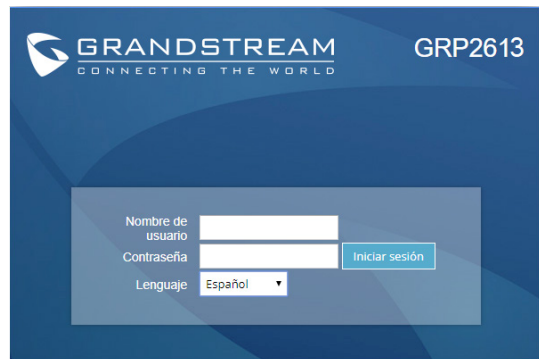 GRANDSTREAM
CONNECTING THE WORLD
GRP2613
Nombre de
usuario
Contraseña
Iniciar sesión
Lenguaje
Español